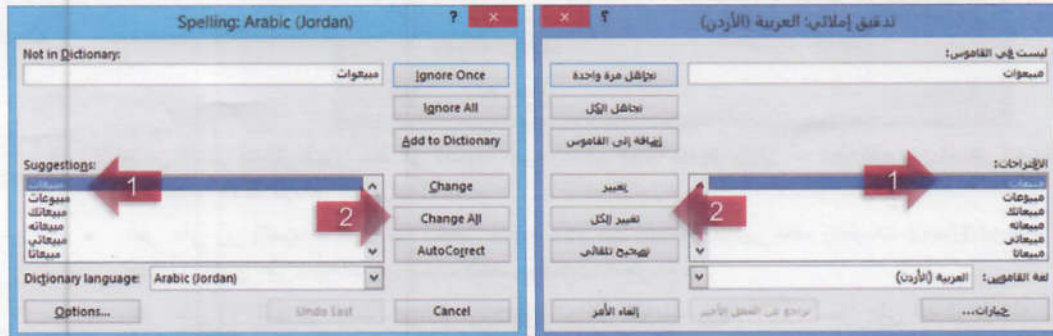 Spelling: Arabic (Jordan)
?
×
Not in Dictionary:
مبيعوات
Ignore Once
Ignore All
Add to Dictionary
Suggestions:
مبيعات
مبيوعات
مبيعاتك
مبيعاته
مبيعاتي
مبيعاتا
1
2
Change
Change All
AutoCorrect
Dictionary language: Arabic (Jordan)
Options...
Undo Last
Cancel
×
؟
تدقيق إملائي: العربية (الأردن)
ليست في القاموس:
مبيعوات
تجاهل مرة واحدة
تجاهل الكل
إضافة إلى القاموس
الاقتراحات:
مبيعات
مبيوعات
مبيعاتك
مبيعاته
مبيعاتي
مبيعاتا
1
2
تغيير
تغيير الكل
تصحيح تلقائي
لغة القاموس: العربية (الأردن)
خيارات...
تراجع عن الأخير
إلغاء الأمر